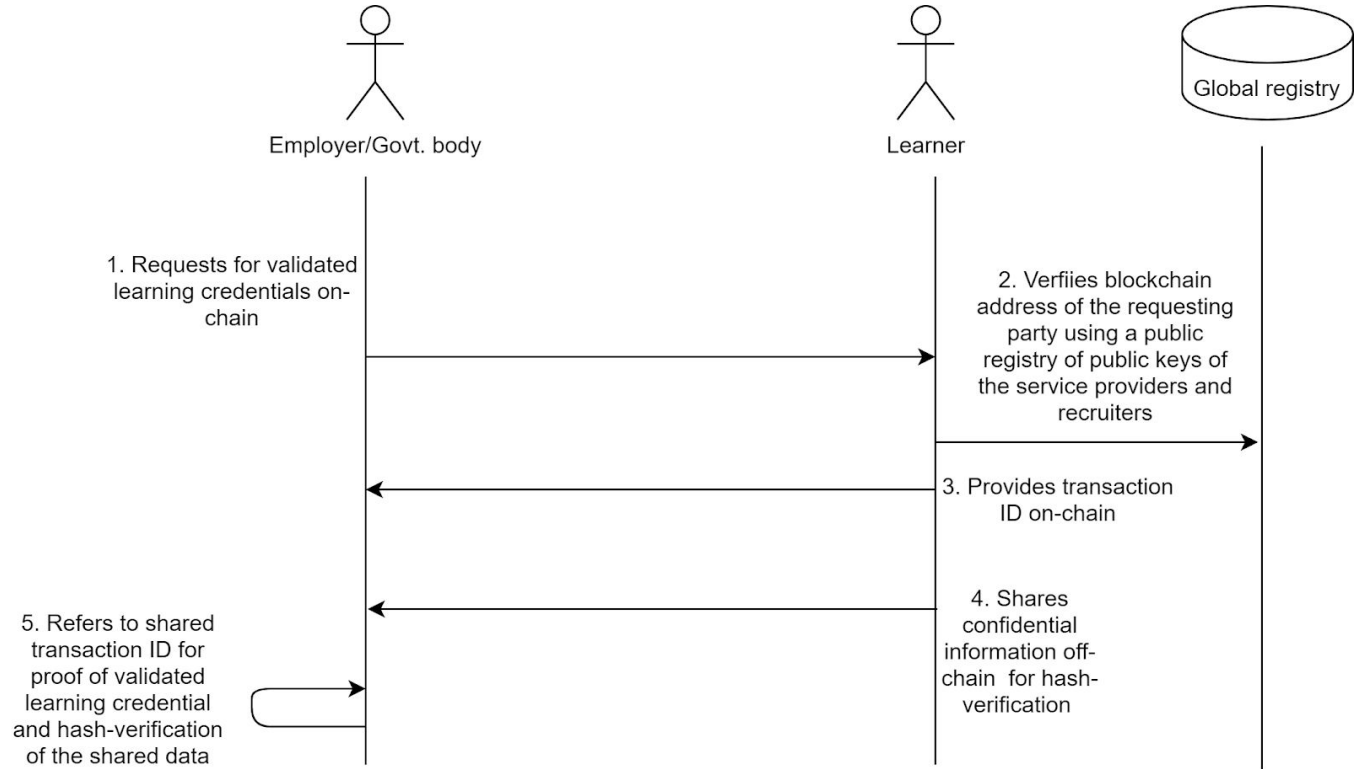 Employer/Govt. body
Learner
Global registry
1. Requests for validated
learning credentials on-
chain
2. Verfiies blockchain
address of the requesting
party using a public
registry of public keys of
the service providers and
recruiters
3. Provides transaction
ID on-chain
4. Shares
confidential
information off-
chain for hash-
verification
5. Refers to shared
transaction ID for
proof of validated
learning credential
and hash-verification
of the shared data